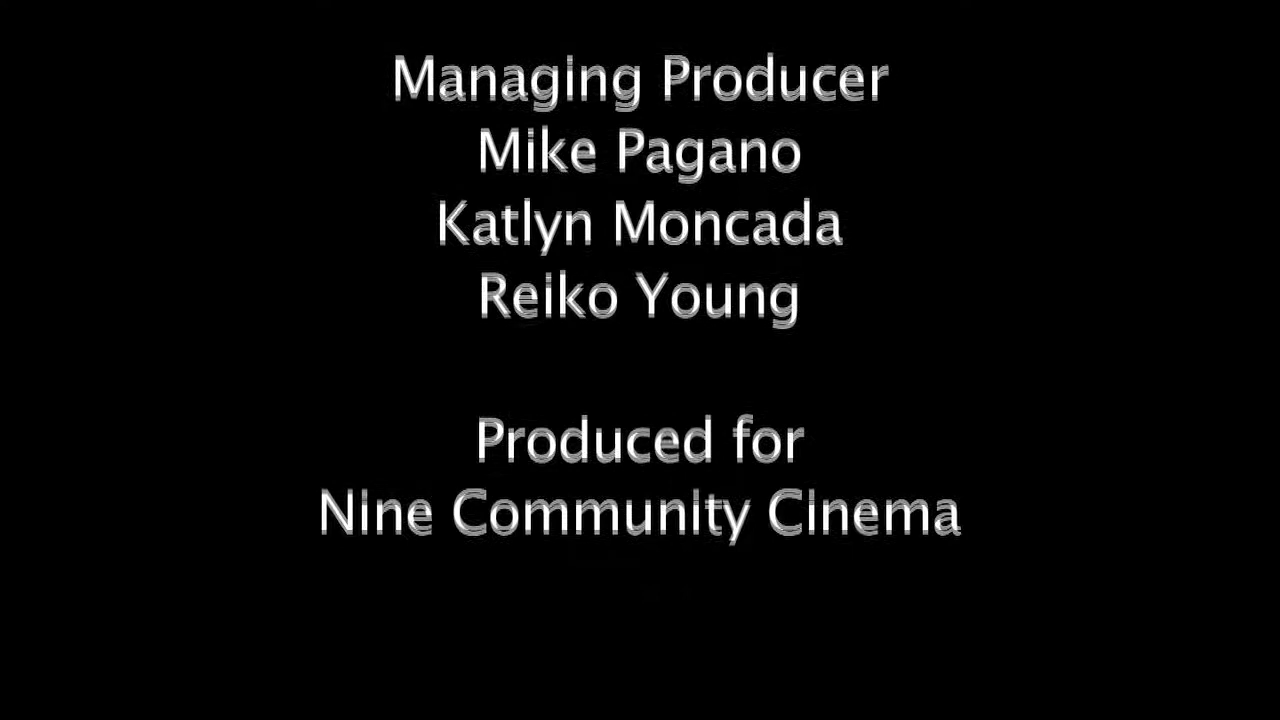 Managing Producer
Mike Pagano
Katlyn Moncada
Reiko Young
Produced for
Nine Community Cinema